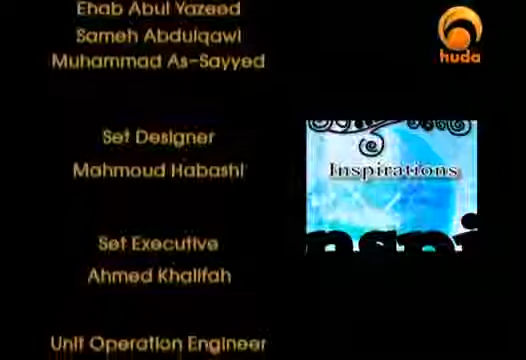 Ehab Abul Yazeed
Sameh Abdulqawi
Muhammad As-Sayyed
huda
Set Designer
Mahmoud Habashi
Inspirations
nspi
Set Executive
Ahmed Khalifah
Unit Operation Engineer